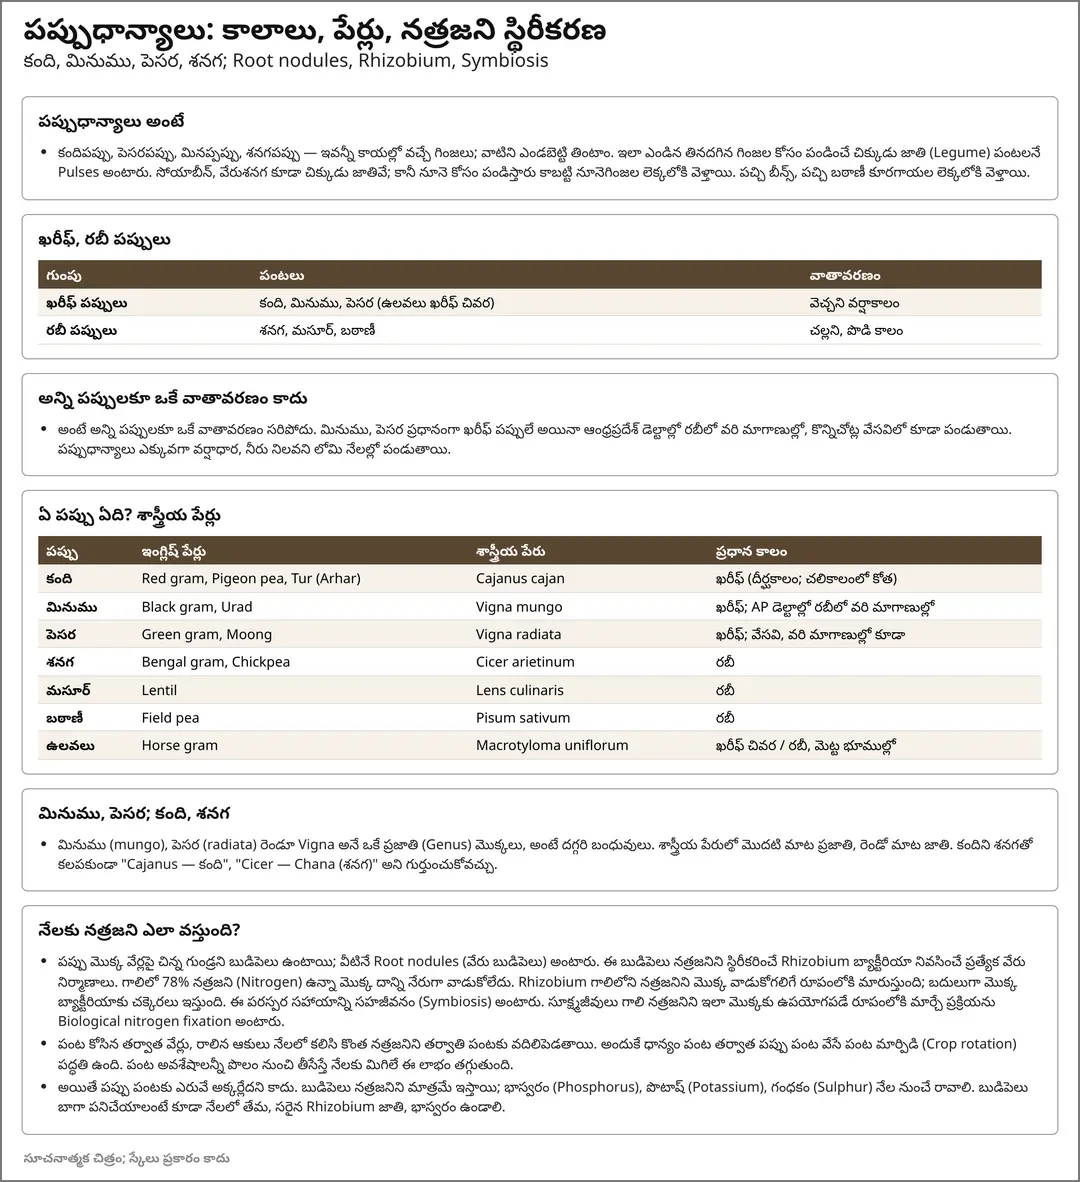 పప్పుధాన్యాలు: కాలాలు, పేర్లు, నత్రజని స్థిరీకరణ
కంది, మినుము, పెసర, శనగ; Root nodules, Rhizobium, Symbiosis
పప్పుధాన్యాలు అంటే
• కందిపప్పు, పెసరపప్పు, మినప్పప్పు, శనగపప్పు — ఇవన్నీ కాయల్లో వచ్చే గింజలు; వాటిని ఎండబెట్టి తింటాం. ఇలా ఎండిన తినదగిన గింజల కోసం పండించే చిక్కుడు జాతి (Legume) పంటలనే
Pulses అంటారు. సోయాబీన్, వేరుశనగ కూడా చిక్కుడు జాతివే; కానీ నూనె కోసం పండిస్తారు కాబట్టి నూనెగింజల లెక్కలోకి వెళ్తాయి. పచ్చి బీన్స్, పచ్చి బఠాణీ కూరగాయల లెక్కలోకి వెళ్తాయి.
ఖరీఫ్, రబీ పప్పులు
గుంపు పంటలు వాతావరణం
ఖరీఫ్ పప్పులు కంది, మినుము, పెసర (ఉలవలు ఖరీఫ్ చివర) వెచ్చని వర్షాకాలం
రబీ పప్పులు శనగ, మసూర్, బఠాణీ చల్లని, పొడి కాలం
అన్ని పప్పులకూ ఒకే వాతావరణం కాదు
• అంటే అన్ని పప్పులకూ ఒకే వాతావరణం సరిపోదు. మినుము, పెసర ప్రధానంగా ఖరీఫ్ పప్పులే అయినా ఆంధ్రప్రదేశ్ డెల్టాల్లో రబీలో వరి మాగాణుల్లో, కొన్నిచోట్ల వేసవిలో కూడా పండుతాయి.
పప్పుధాన్యాలు ఎక్కువగా వర్షాధార, నీరు నిలవని లోమి నేలల్లో పండుతాయి.
ఏ పప్పు ఏది? శాస్త్రీయ పేర్లు
పప్పు ఇంగ్లిష్ పేర్లు శాస్త్రీయ పేరు ప్రధాన కాలం
కంది Red gram, Pigeon pea, Tur (Arhar) Cajanus cajan ఖరీఫ్ (దీర్ఘకాలం; చలికాలంలో కోత)
మినుము Black gram, Urad Vigna mungo ఖరీఫ్; AP డెల్టాల్లో రబీలో వరి మాగాణుల్లో
పెసర Green gram, Moong Vigna radiata ఖరీఫ్; వేసవి, వరి మాగాణుల్లో కూడా
శనగ Bengal gram, Chickpea Cicer arietinum రబీ
మసూర్ Lentil Lens culinaris రబీ
బఠాణీ Field pea Pisum sativum రబీ
ఉలవలు Horse gram Macrotyloma uniflorum ఖరీఫ్ చివర / రబీ, మెట్ట భూముల్లో
మినుము, పెసర; కంది, శనగ
• మినుము (mungo), పెసర (radiata) రెండూ Vigna అనే ఒకే ప్రజాతి (Genus) మొక్కలు, అంటే దగ్గరి బంధువులు. శాస్త్రీయ పేరులో మొదటి మాట ప్రజాతి, రెండో మాట జాతి. కందిని శనగతో
కలపకుండా "Cajanus — కంది", "Cicer — Chana (శనగ)" అని గుర్తుంచుకోవచ్చు.
నేలకు నత్రజని ఎలా వస్తుంది?
• పప్పు మొక్క వేర్లపై చిన్న గుండ్రని బుడిపెలు ఉంటాయి; వీటినే Root nodules (వేరు బుడిపెలు) అంటారు. ఈ బుడిపెలు నత్రజనిని స్థిరీకరించే Rhizobium బ్యాక్టీరియా నివసించే ప్రత్యేక వేరు
నిర్మాణాలు. గాలిలో 78% నత్రజని (Nitrogen) ఉన్నా మొక్క దాన్ని నేరుగా వాడుకోలేదు. Rhizobium గాలిలోని నత్రజనిని మొక్క వాడుకోగలిగే రూపంలోకి మారుస్తుంది; బదులుగా మొక్క
బ్యాక్టీరియాకు చక్కెరలు ఇస్తుంది. ఈ పరస్పర సహాయాన్ని సహజీవనం (Symbiosis) అంటారు. సూక్ష్మజీవులు గాలి నత్రజనిని ఇలా మొక్కకు ఉపయోగపడే రూపంలోకి మార్చే ప్రక్రియను
Biological nitrogen fixation అంటారు.
• పంట కోసిన తర్వాత వేర్లు, రాలిన ఆకులు నేలలో కలిసి కొంత నత్రజనిని తర్వాతి పంటకు వదిలిపెడతాయి. అందుకే ధాన్యం పంట తర్వాత పప్పు పంట వేసే పంట మార్పిడి (Crop rotation)
పద్ధతి ఉంది. పంట అవశేషాలన్నీ పొలం నుంచి తీసేస్తే నేలకు మిగిలే ఈ లాభం తగ్గుతుంది.
• అయితే పప్పు పంటకు ఎరువే అక్కర్లేదని కాదు. బుడిపెలు నత్రజనిని మాత్రమే ఇస్తాయి; భాస్వరం (Phosphorus), పొటాష్ (Potassium), గంధకం (Sulphur) నేల నుంచే రావాలి. బుడిపెలు
బాగా పనిచేయాలంటే కూడా నేలలో తేమ, సరైన Rhizobium జాతి, భాస్వరం ఉండాలి.
సూచనాత్మక చిత్రం; స్కేలు ప్రకారం కాదు